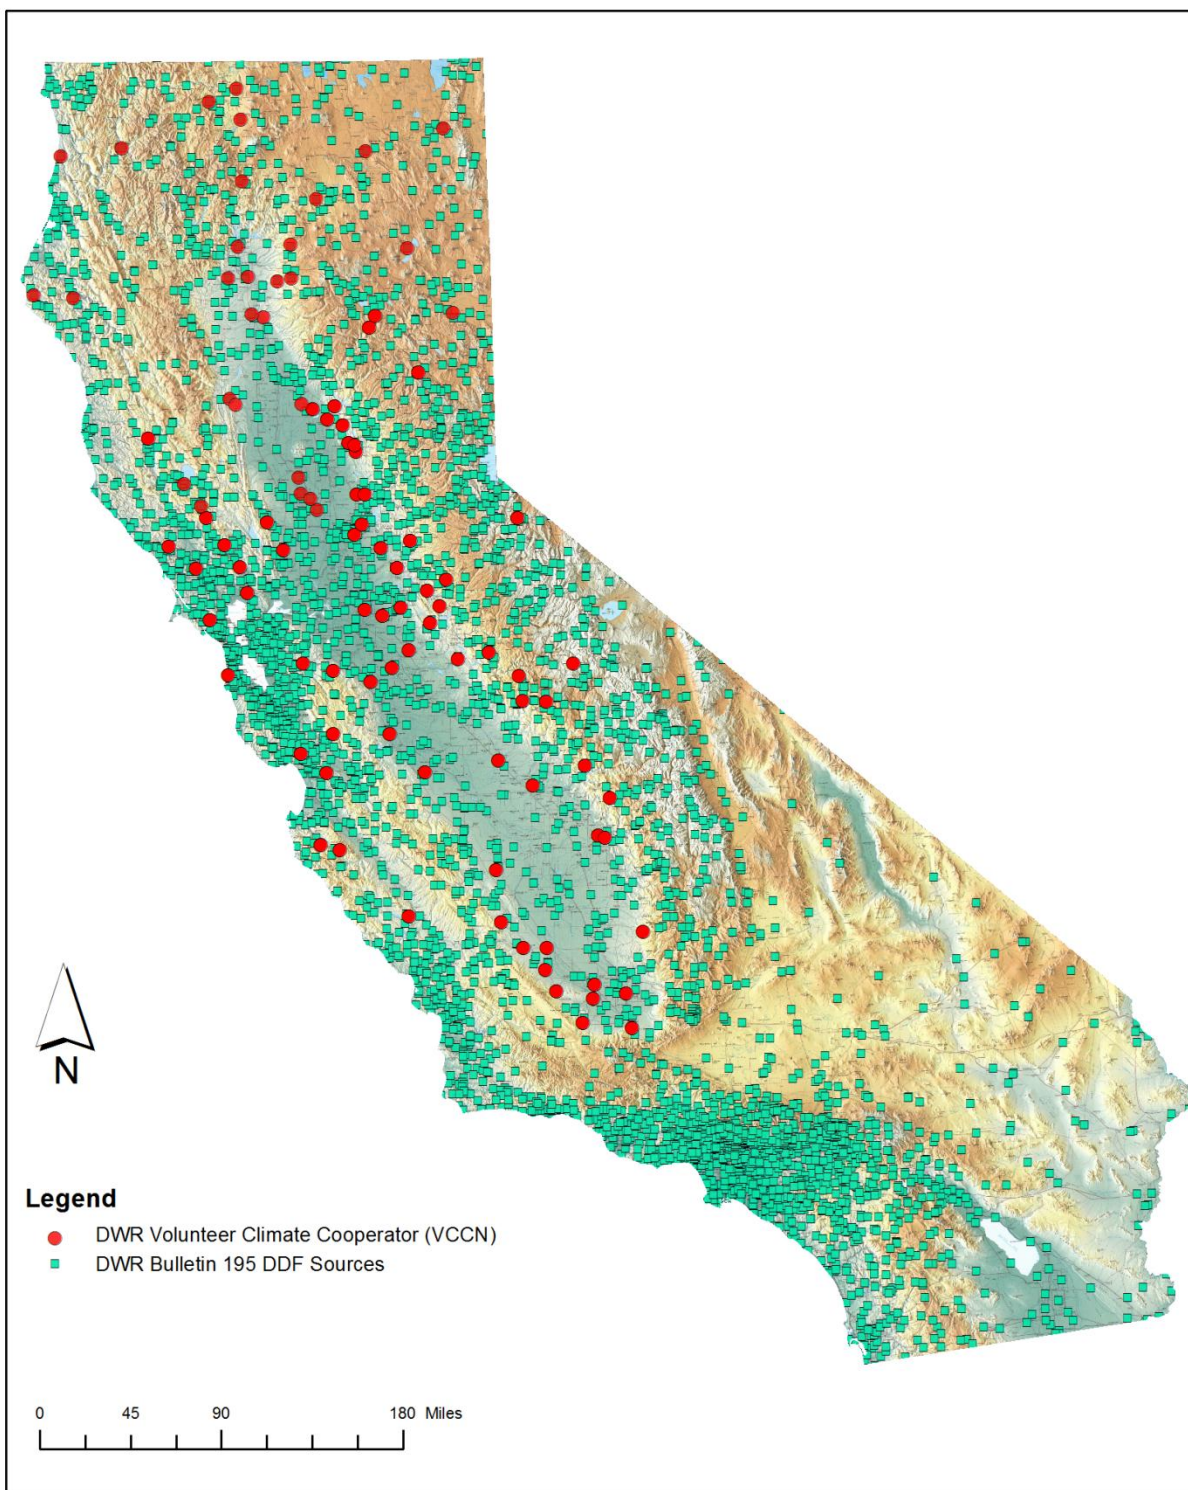 N
Legend
DWR Volunteer Climate Cooperator (VCCN)
DWR Bulletin 195 DDF Sources
0 45 90 180 Miles